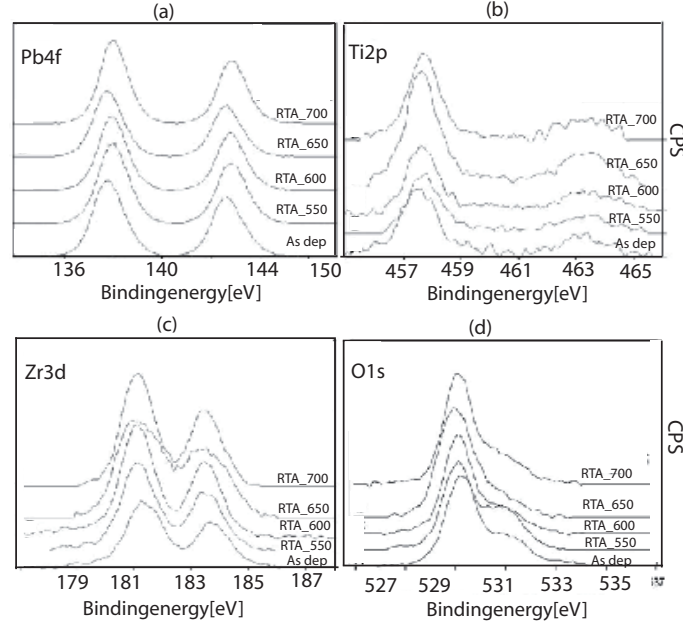 (a)
Pb4f
RTA_700
RTA_650
RTA_600
RTA_550
As dep
136 140 144 150
Bindingenergy[eV]
(b)
Ti2p
CPS
RTA_700
RTA_650
RTA_600
RTA_550
As dep
457 459 461 463 465
Bindingenergy[eV]
(c)
Zr3d
RTA_700
RTA_650
RTA_600
RTA_550
As dep
179 181 183 185 187
Bindingenergy[eV]
(d)
O1s
CPS
RTA_700
RTA_650
RTA_600
RTA_550
As dep
527 529 531 533 535
Bindingenergy[eV]